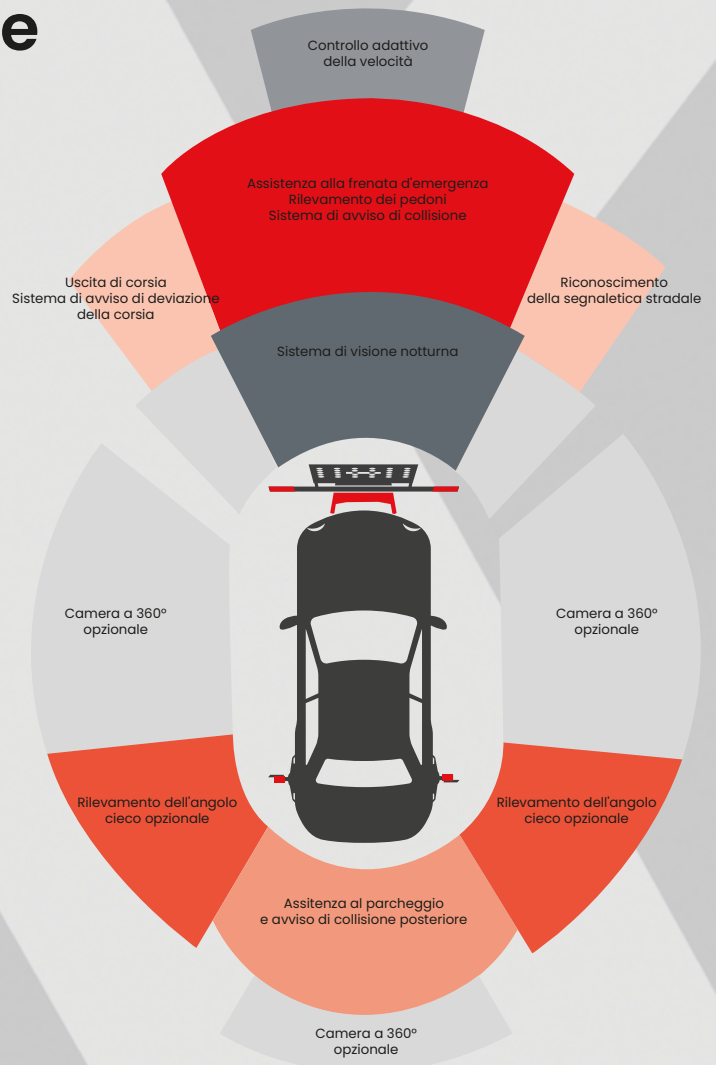 e
Controllo adattivo
della velocità
Assistenza alla frenata d'emergenza
Rilevamento dei pedoni
Sistema di avviso di collisione
Uscita di corsia
Sistema di avviso di deviazione
della corsia
Riconoscimento
della segnaletica stradale
Sistema di visione notturna
Camera a 360°
opzionale
Camera a 360°
opzionale
Rilevamento dell'angolo
cieco opzionale
Rilevamento dell'angolo
cieco opzionale
Assitenza al parcheggio
e avviso di collisione posteriore
Camera a 360°
opzionale